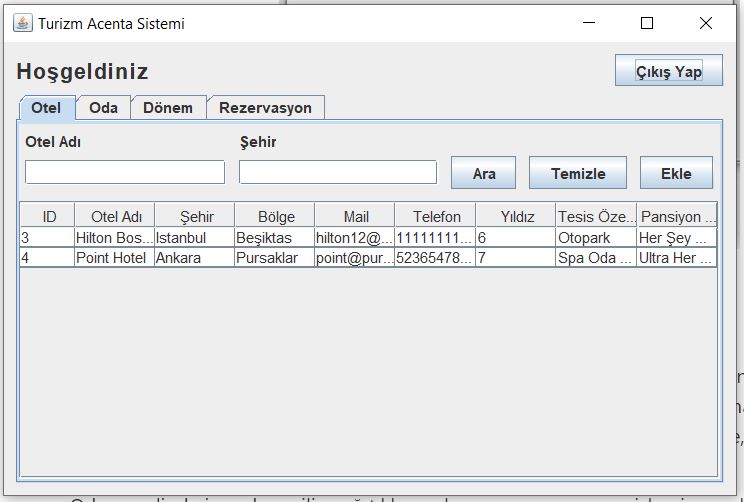 Turizm Acenta Sistemi
Hoşgeldiniz
Çıkış Yap
Otel Oda Dönem Rezervasyon
Otel Adı Şehir
Ara Temizle Ekle
ID Otel Adı Şehir Bölge Mail Telefon Yıldız Tesis Öze... Pansiyon ...
3 Hilton Bos... Istanbul Beşiktas hilton12@... 11111111... 6 Otopark Her Şey ...
4 Point Hotel Ankara Pursaklar point@pur... 52365478... 7 Spa Oda ... Ultra Her ...